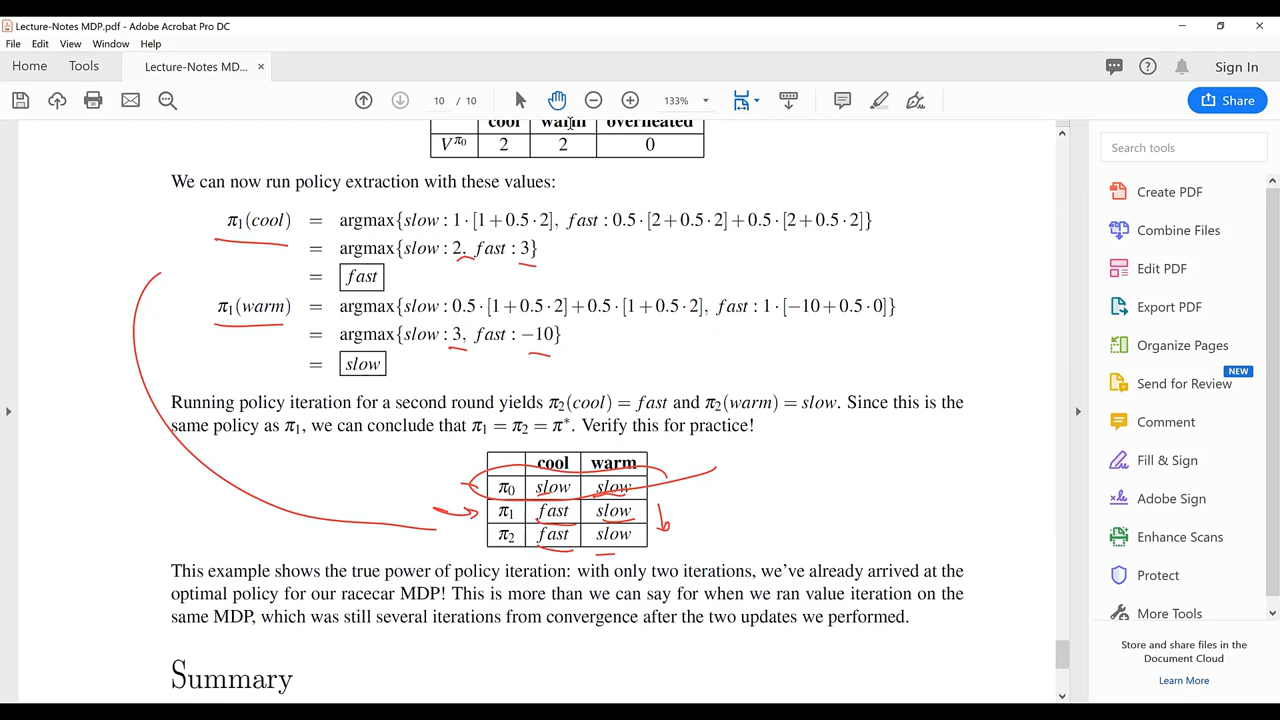 Lecture-Notes MDP.pdf - Adobe Acrobat Pro DC
File Edit View Window Help
Home Tools Lecture-Notes MD... × Sign In
10 / 10 133% Share
cool warm overheated
V^π₀ 2 2 0
We can now run policy extraction with these values:
π₁(cool) = argmax{slow : 1 · [1 + 0.5 · 2], fast : 0.5 · [2 + 0.5 · 2] + 0.5 · [2 + 0.5 · 2]}
= argmax{slow : 2, fast : 3}
= fast
π₁(warm) = argmax{slow : 0.5 · [1 + 0.5 · 2] + 0.5 · [1 + 0.5 · 2], fast : 1 · [−10 + 0.5 · 0]}
= argmax{slow : 3, fast : −10}
= slow
Running policy iteration for a second round yields π₂(cool) = fast and π₂(warm) = slow. Since this is the
same policy as π₁, we can conclude that π₁ = π₂ = π*. Verify this for practice!
cool warm
π₀ slow slow
π₁ fast slow
π₂ fast slow
This example shows the true power of policy iteration: with only two iterations, we've already arrived at the
optimal policy for our racecar MDP! This is more than we can say for when we ran value iteration on the
same MDP, which was still several iterations from convergence after the two updates we performed.
Summary
Search tools
Create PDF
Combine Files
Edit PDF
Export PDF
Organize Pages
NEW
Send for Review
Comment
Fill & Sign
Adobe Sign
Enhance Scans
Protect
More Tools
Store and share files in the
Document Cloud
Learn More